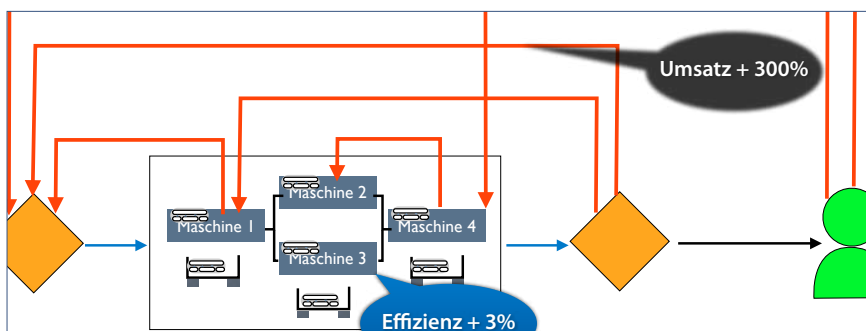 Umsatz + 300%
Maschine 2
Maschine 1
Maschine 4
Maschine 3
Effizienz + 3%